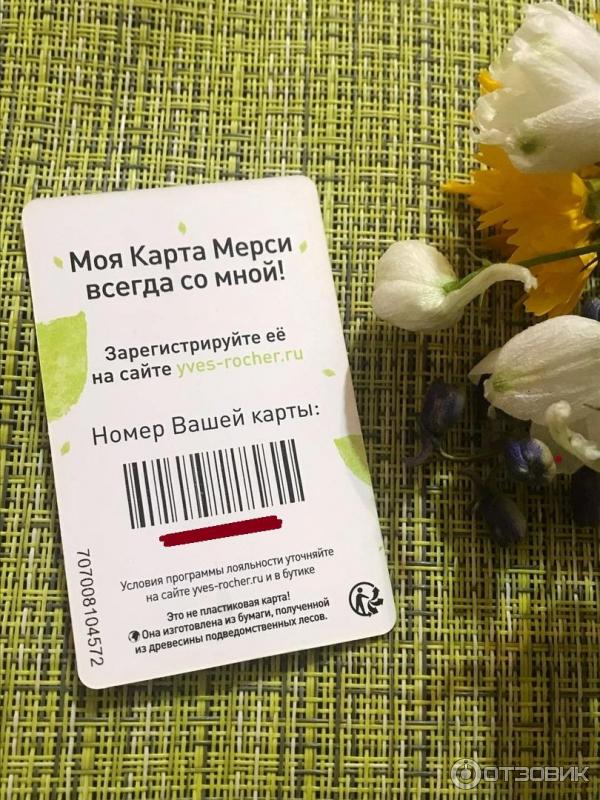 Моя Карта Мерси
всегда со мной!
Зарегистрируйте её
на сайте yves-rocher.ru
Номер Вашей карты:
Условия программы лояльности уточняйте
на сайте yves-rocher.ru и в бутике
Это не пластиковая карта!
Она изготовлена из бумаги, полученной
из древесины подведомственных лесов.
707008104572
ОТЗОВИК